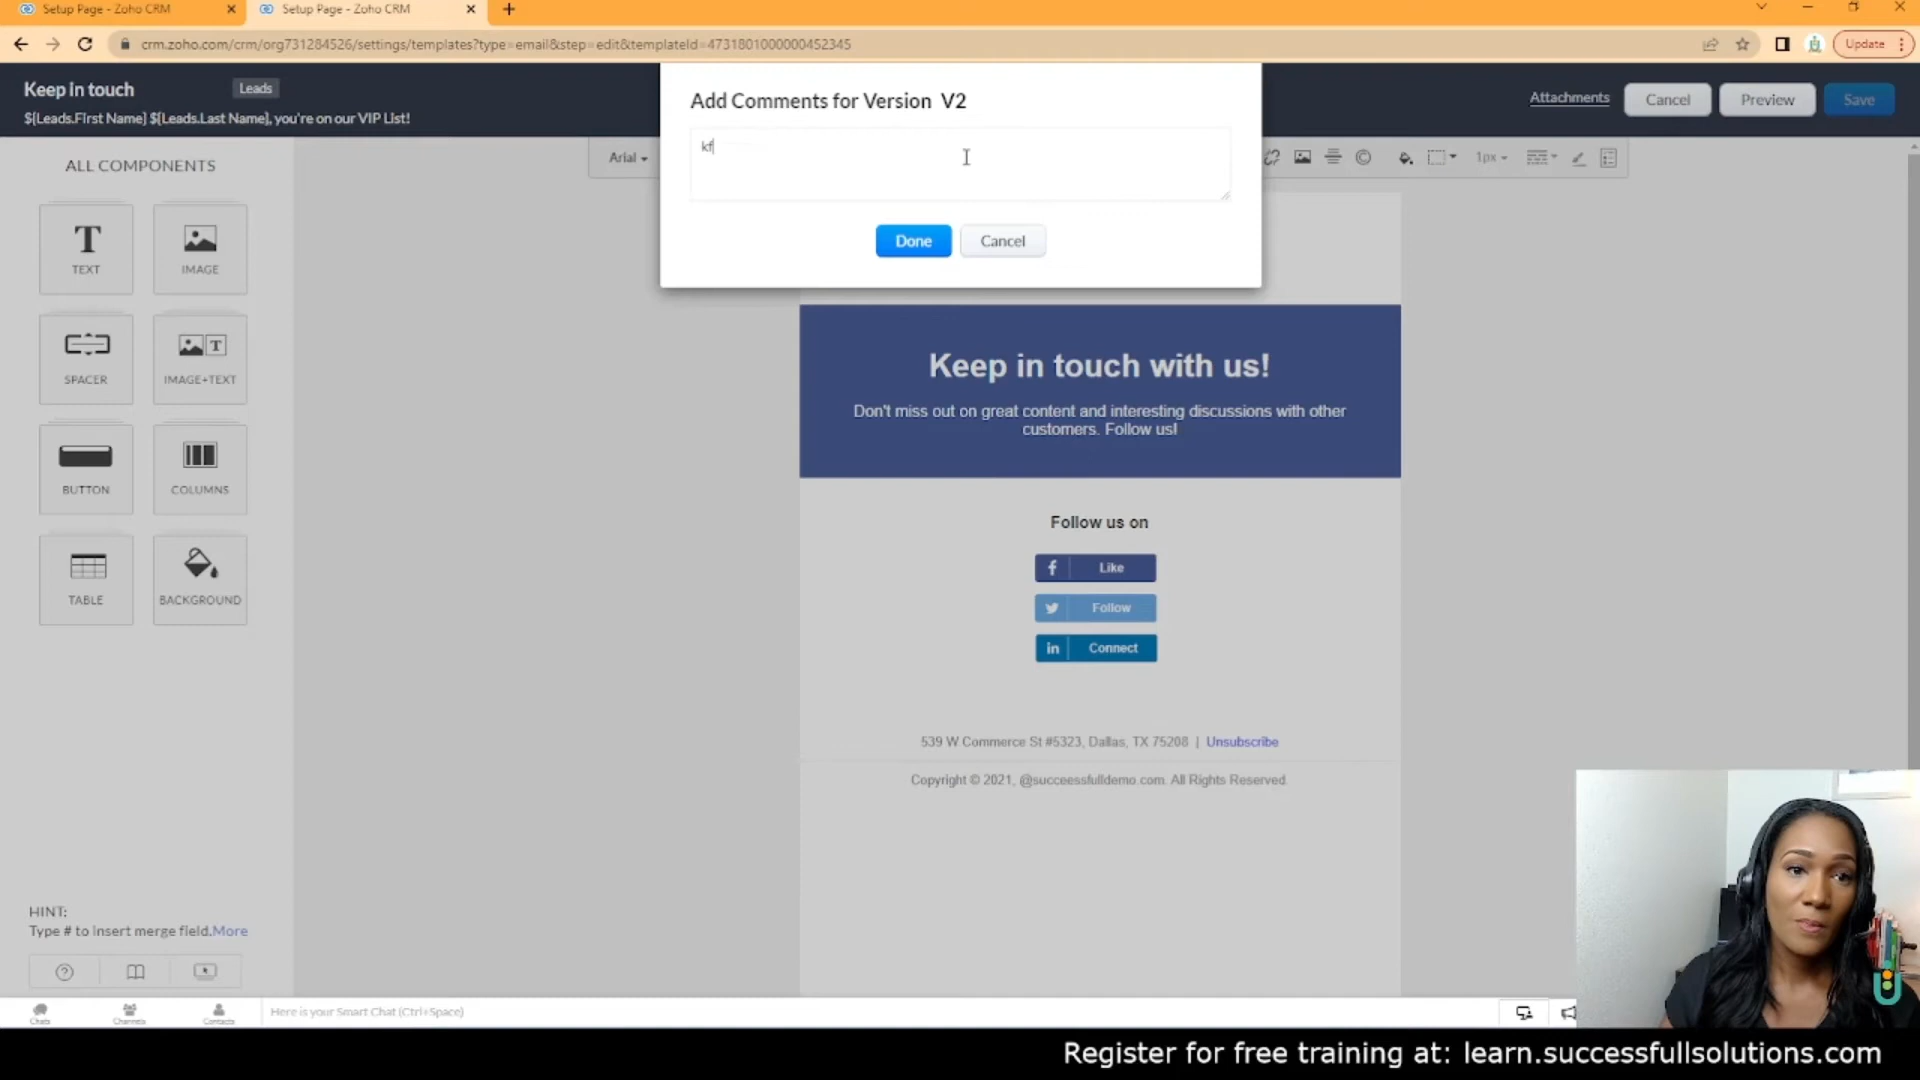 Setup Page - Zoho CRM
Setup Page - Zoho CRM
crm.zoho.com/crm/org731284526/settings/templates?type=email&step=edit&templateId=4731801000000452345
Update
Keep in touch
Leads
${Leads.First Name} ${Leads.Last Name}, you're on our VIP List!
Attachments
Cancel
Preview
Save
Add Comments for Version V2
kf
Done
Cancel
ALL COMPONENTS
Arial
1px
TEXT
IMAGE
SPACER
IMAGE+TEXT
BUTTON
COLUMNS
TABLE
BACKGROUND
Keep in touch with us!
Don't miss out on great content and interesting discussions with other
customers. Follow us!
Follow us on
Like
Follow
Connect
539 W Commerce St #5323, Dallas, TX 75208 | Unsubscribe
Copyright © 2021, @succeessfulldemo.com. All Rights Reserved.
HINT:
Type # to insert merge field.More
Chats
Channels
Contacts
Here is your Smart Chat (Ctrl+Space)
Register for free training at: learn.successfullsolutions.com